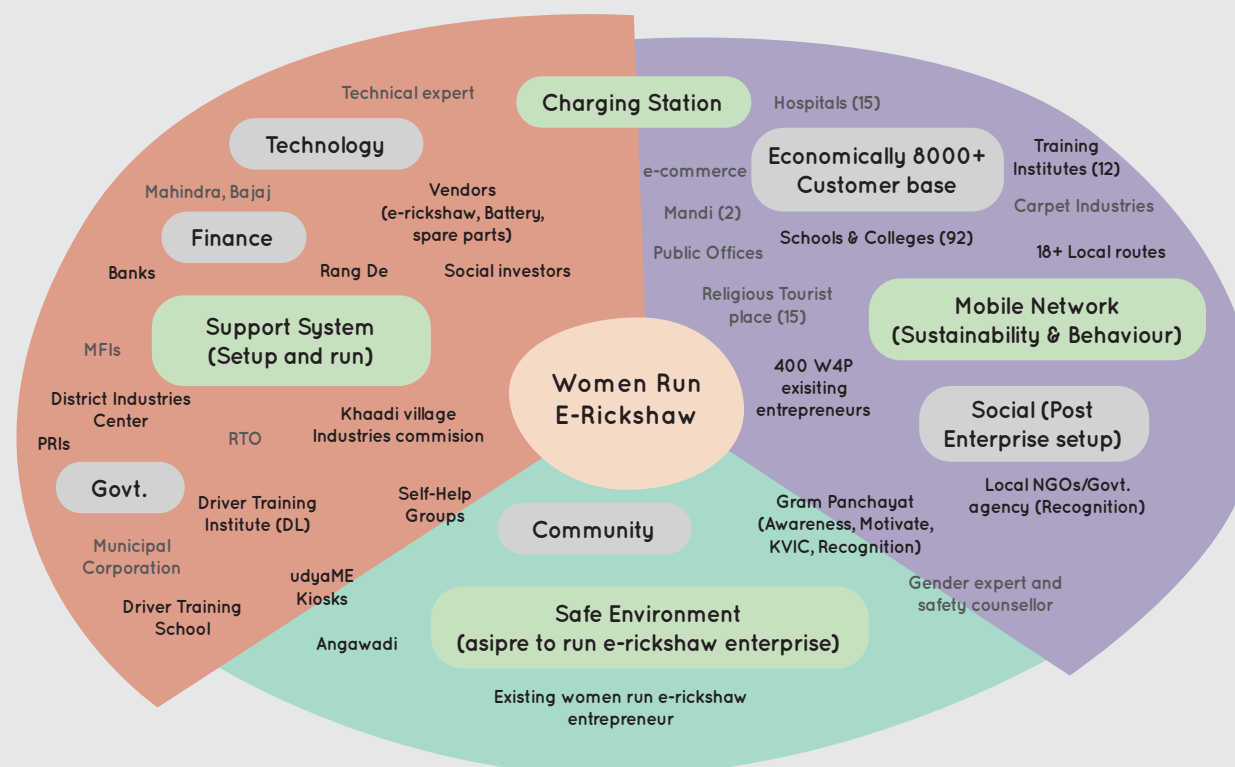 Technical expert
Technology
Mahindra, Bajaj
Vendors
(e-rickshaw, Battery,
spare parts)
Finance
Banks
Rang De
Social investors
Support System
(Setup and run)
MFIs
District Industries
Center
PRIs
RTO
Khaadi village
Industries commision
Govt.
Driver Training
Institute (DL)
Self-Help
Groups
Municipal
Corporation
udyaME
Kiosks
Driver Training
School
Charging Station
Hospitals (15)
e-commerce
Economically 8000+
Customer base
Training
Institutes (12)
Mandi (2)
Carpet Industries
Schools & Colleges (92)
Public Offices
18+ Local routes
Religious Tourist
place (15)
Mobile Network
(Sustainability & Behaviour)
400 W4P
exisiting
entrepreneurs
Social (Post
Enterprise setup)
Local NGOs/Govt.
agency (Recognition)
Women Run
E-Rickshaw
Community
Gram Panchayat
(Awareness, Motivate,
KVIC, Recognition)
Gender expert and
safety counsellor
Safe Environment
(asipre to run e-rickshaw enterprise)
Angawadi
Existing women run e-rickshaw
entrepreneur